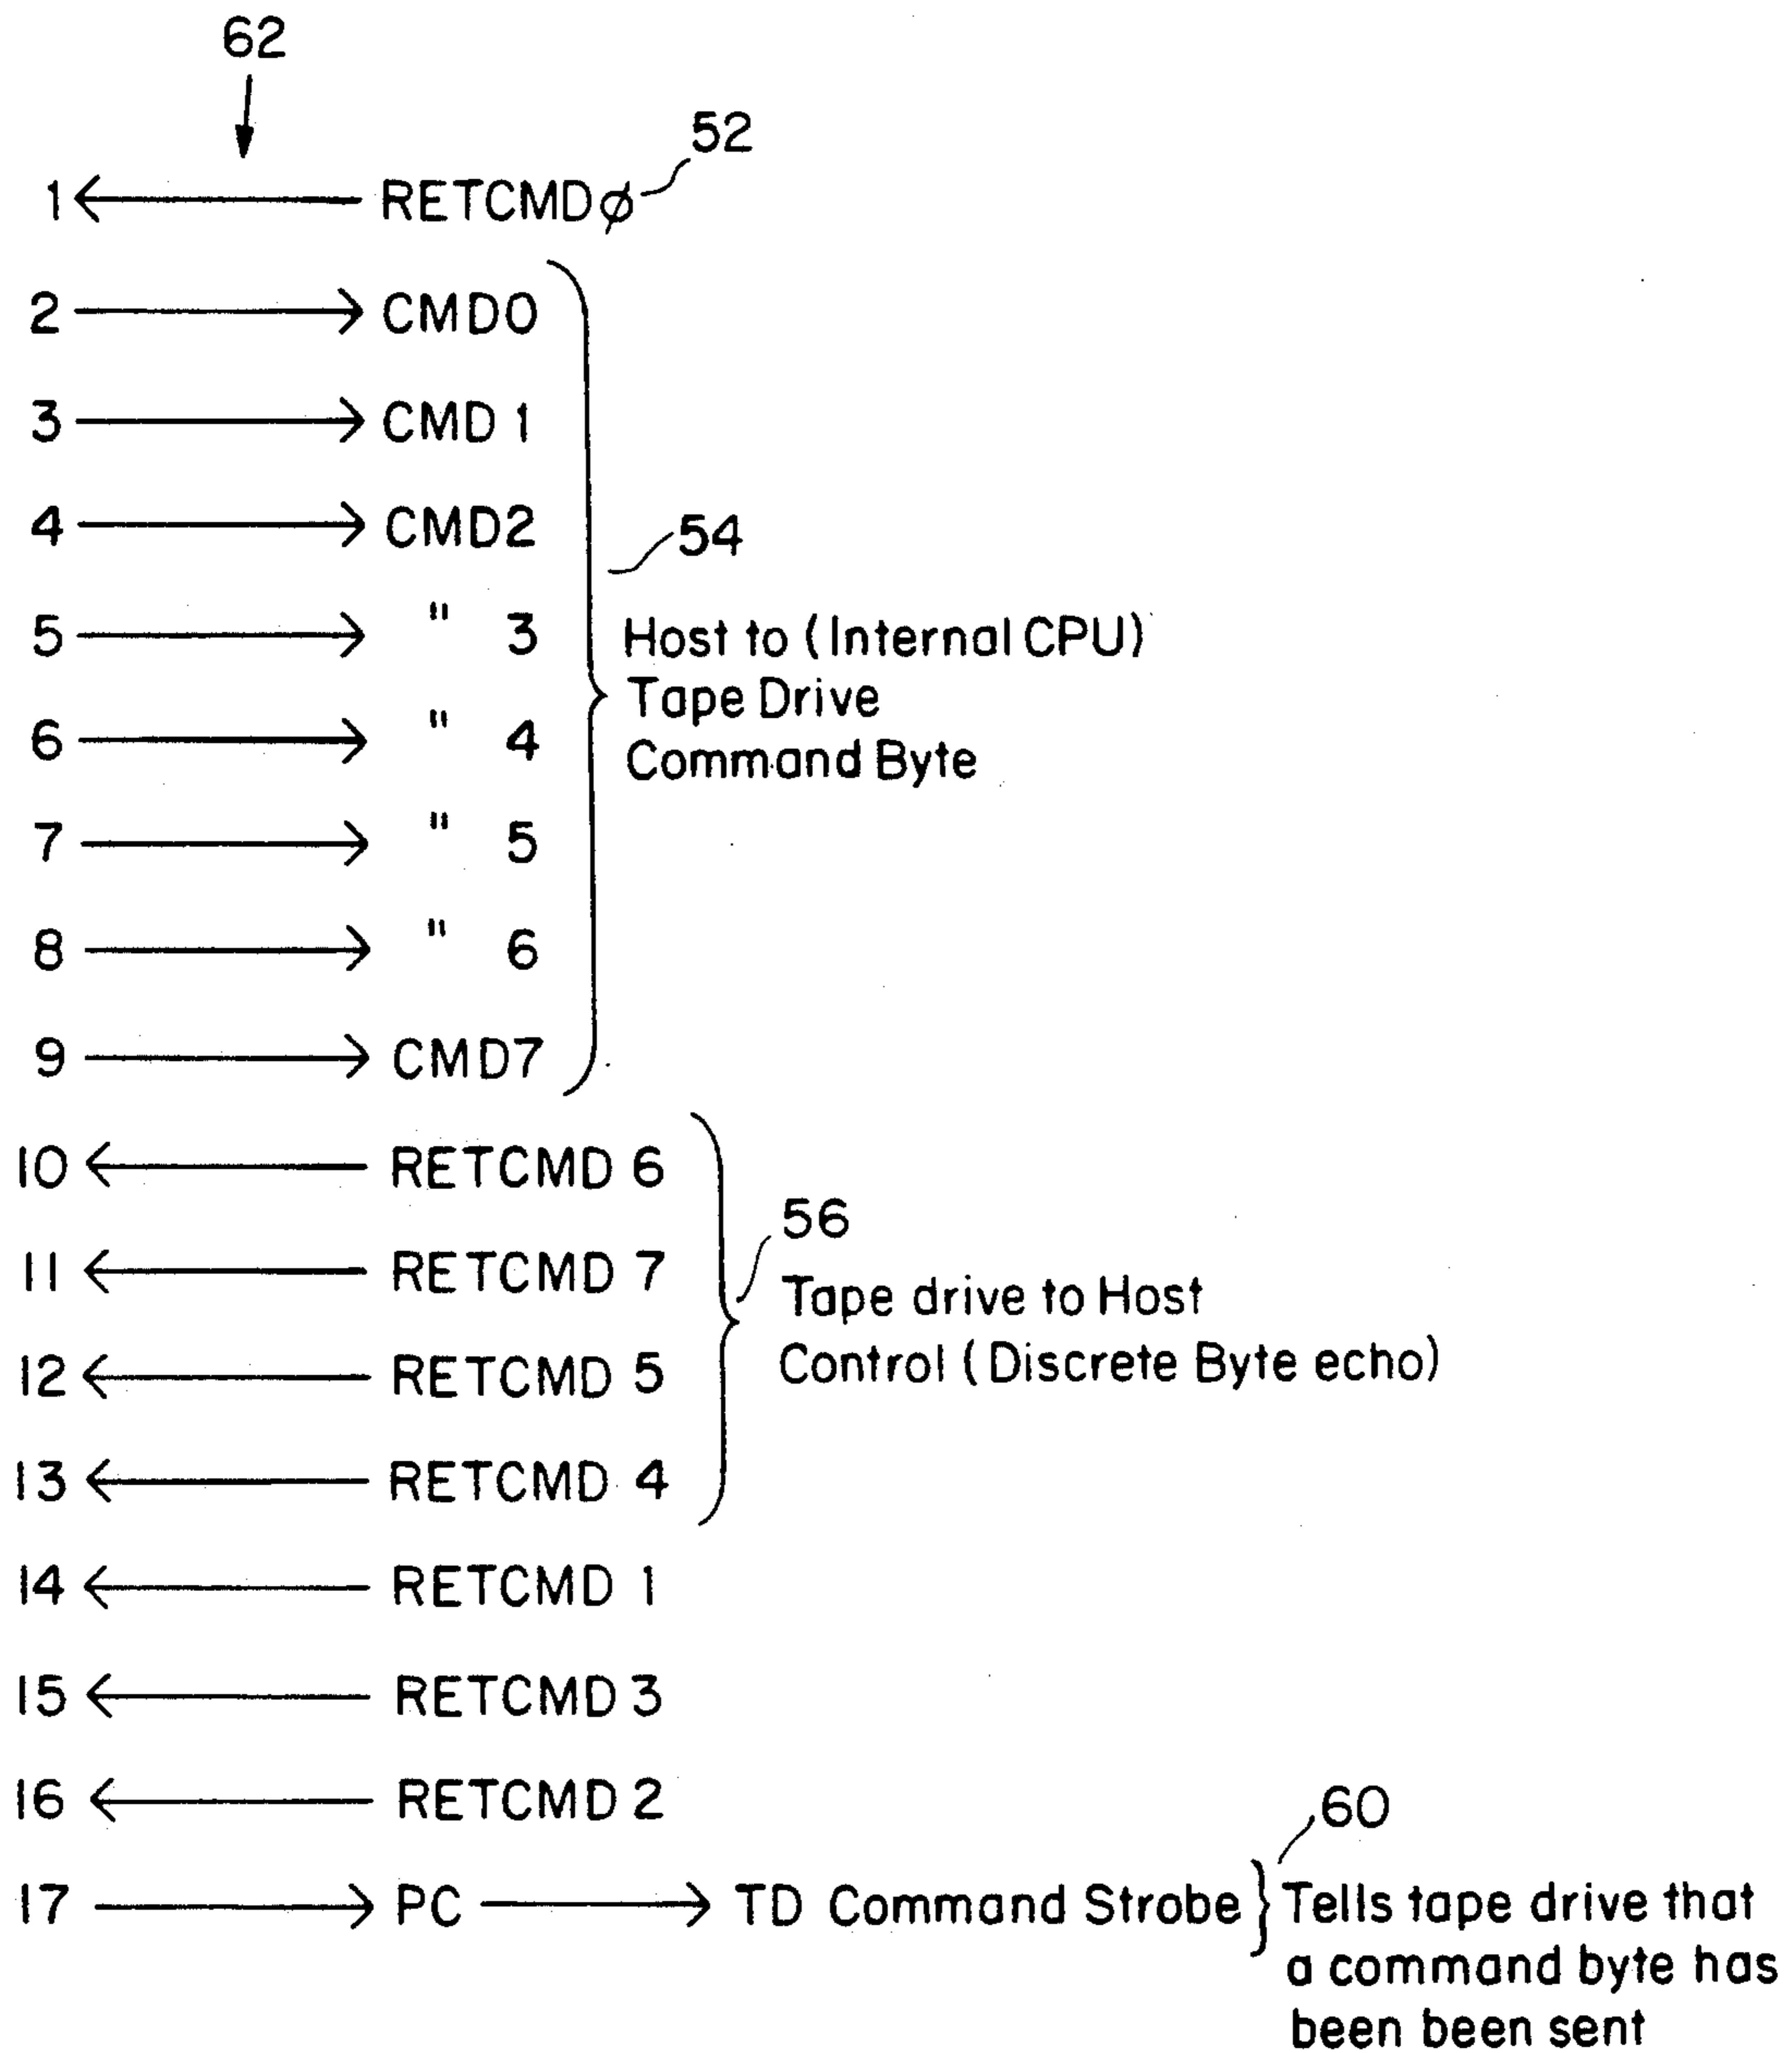 62
52
1 RETCMDφ
2 CMD0
3 CMD 1
4 CMD2
54
5 " 3
Host to (Internal CPU)
Tape Drive
6 " 4
Command Byte
7 " 5
8 " 6
9 CMD7
10 RETCMD 6
56
11 RETCMD 7
Tape drive to Host
12 RETCMD 5
Control (Discrete Byte echo)
13 RETCMD 4
14 RETCMD 1
15 RETCMD 3
16 RETCMD 2
60
17 PC TD Command Strobe Tells tape drive that
a command byte has
been been sent